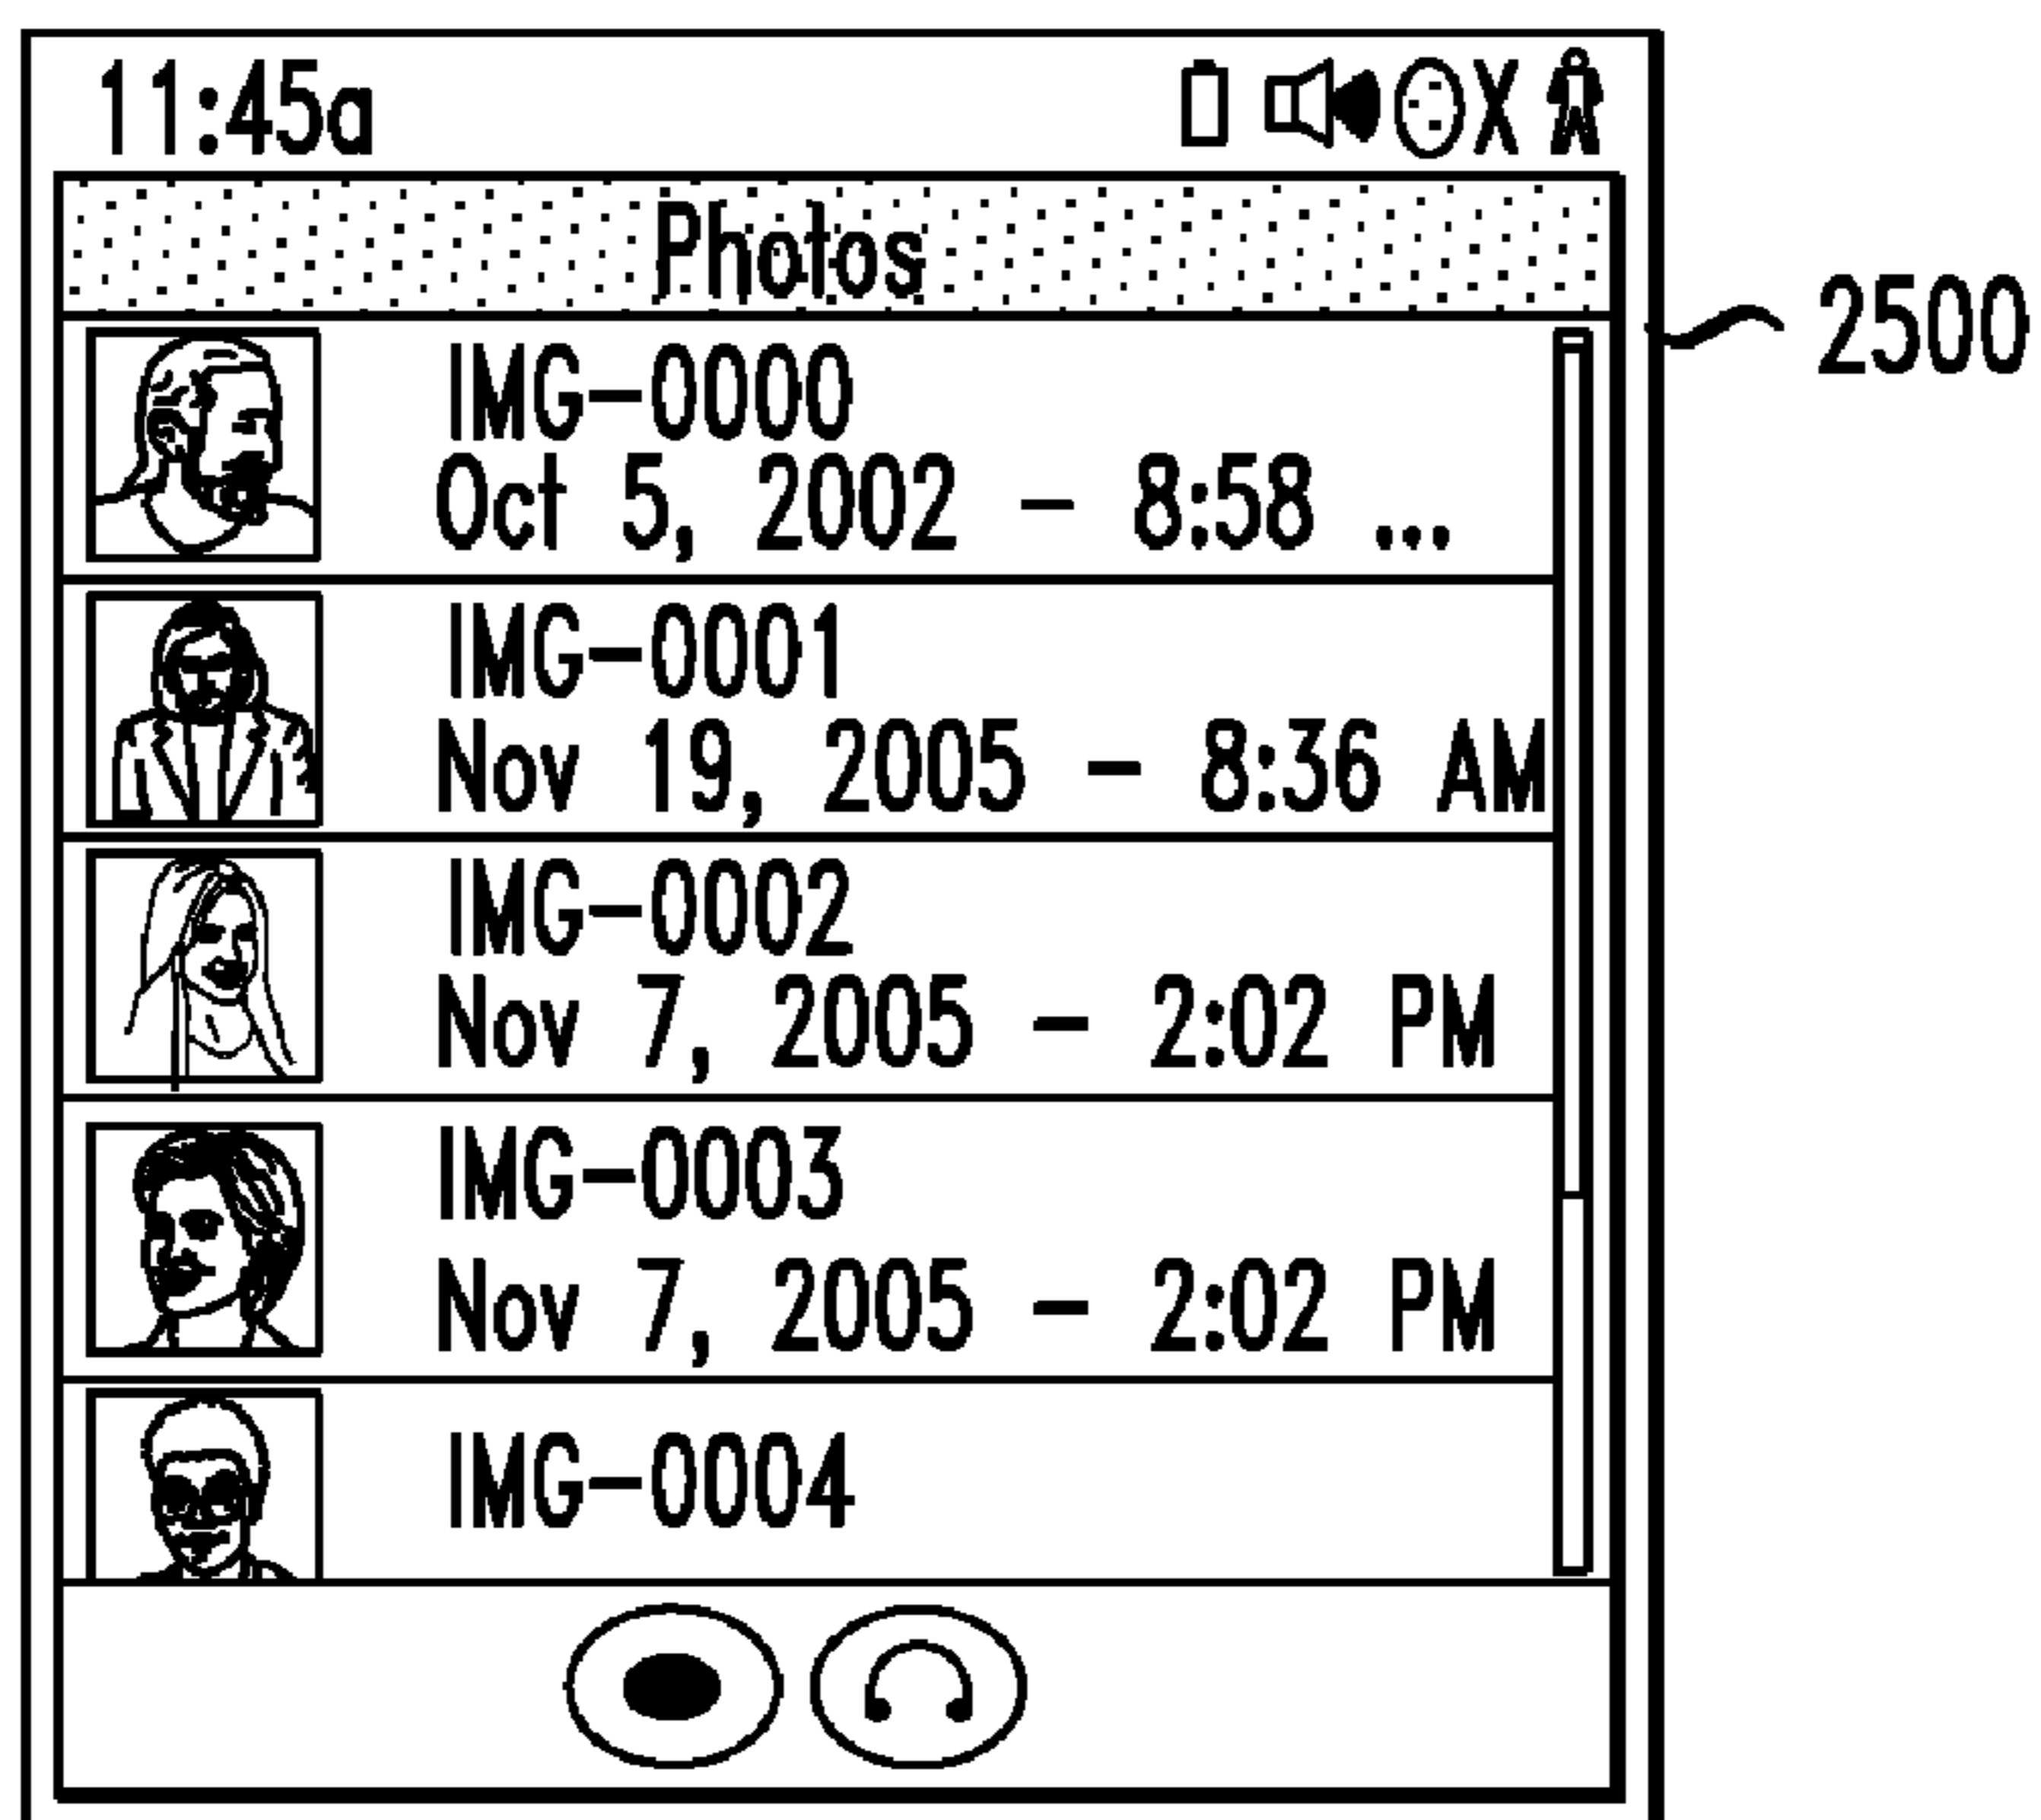 11:45a
Photos
2500
IMG-0000
Oct 5, 2002 - 8:58 ...
IMG-0001
Nov 19, 2005 - 8:36 AM
IMG-0002
Nov 7, 2005 - 2:02 PM
IMG-0003
Nov 7, 2005 - 2:02 PM
IMG-0004